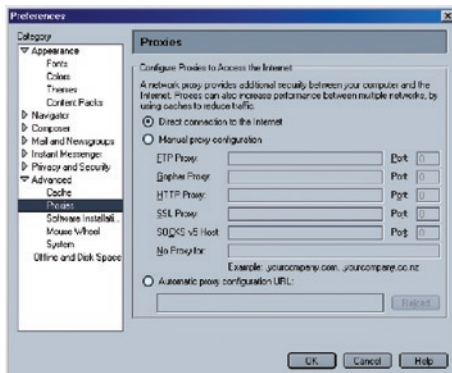 Preferences
Category
Appearance
Fonts
Colors
Themes
Content Packs
Navigator
Composer
Mail and Newsgroups
Instant Messenger
Privacy and Security
Advanced
Cache
Proxies
Software Installati..
Mouse Wheel
System
Offline and Disk Space
Proxies
Configure Proxies to Access the Internet
A network proxy provides additional security between your computer and the
Internet. Proxies can also increase performance between multiple networks, by
using caches to reduce traffic.
Direct connection to the Internet
Manual proxy configuration
FTP Proxy: Port: 0
Gopher Proxy: Port: 0
HTTP Proxy: Port: 0
SSL Proxy: Port: 0
SOCKS v5 Host: Port: 0
No Proxy for:
Example: .yourcompany.com, .yourcompany.co.nz
Automatic proxy configuration URL:
Reload
OK Cancel Help